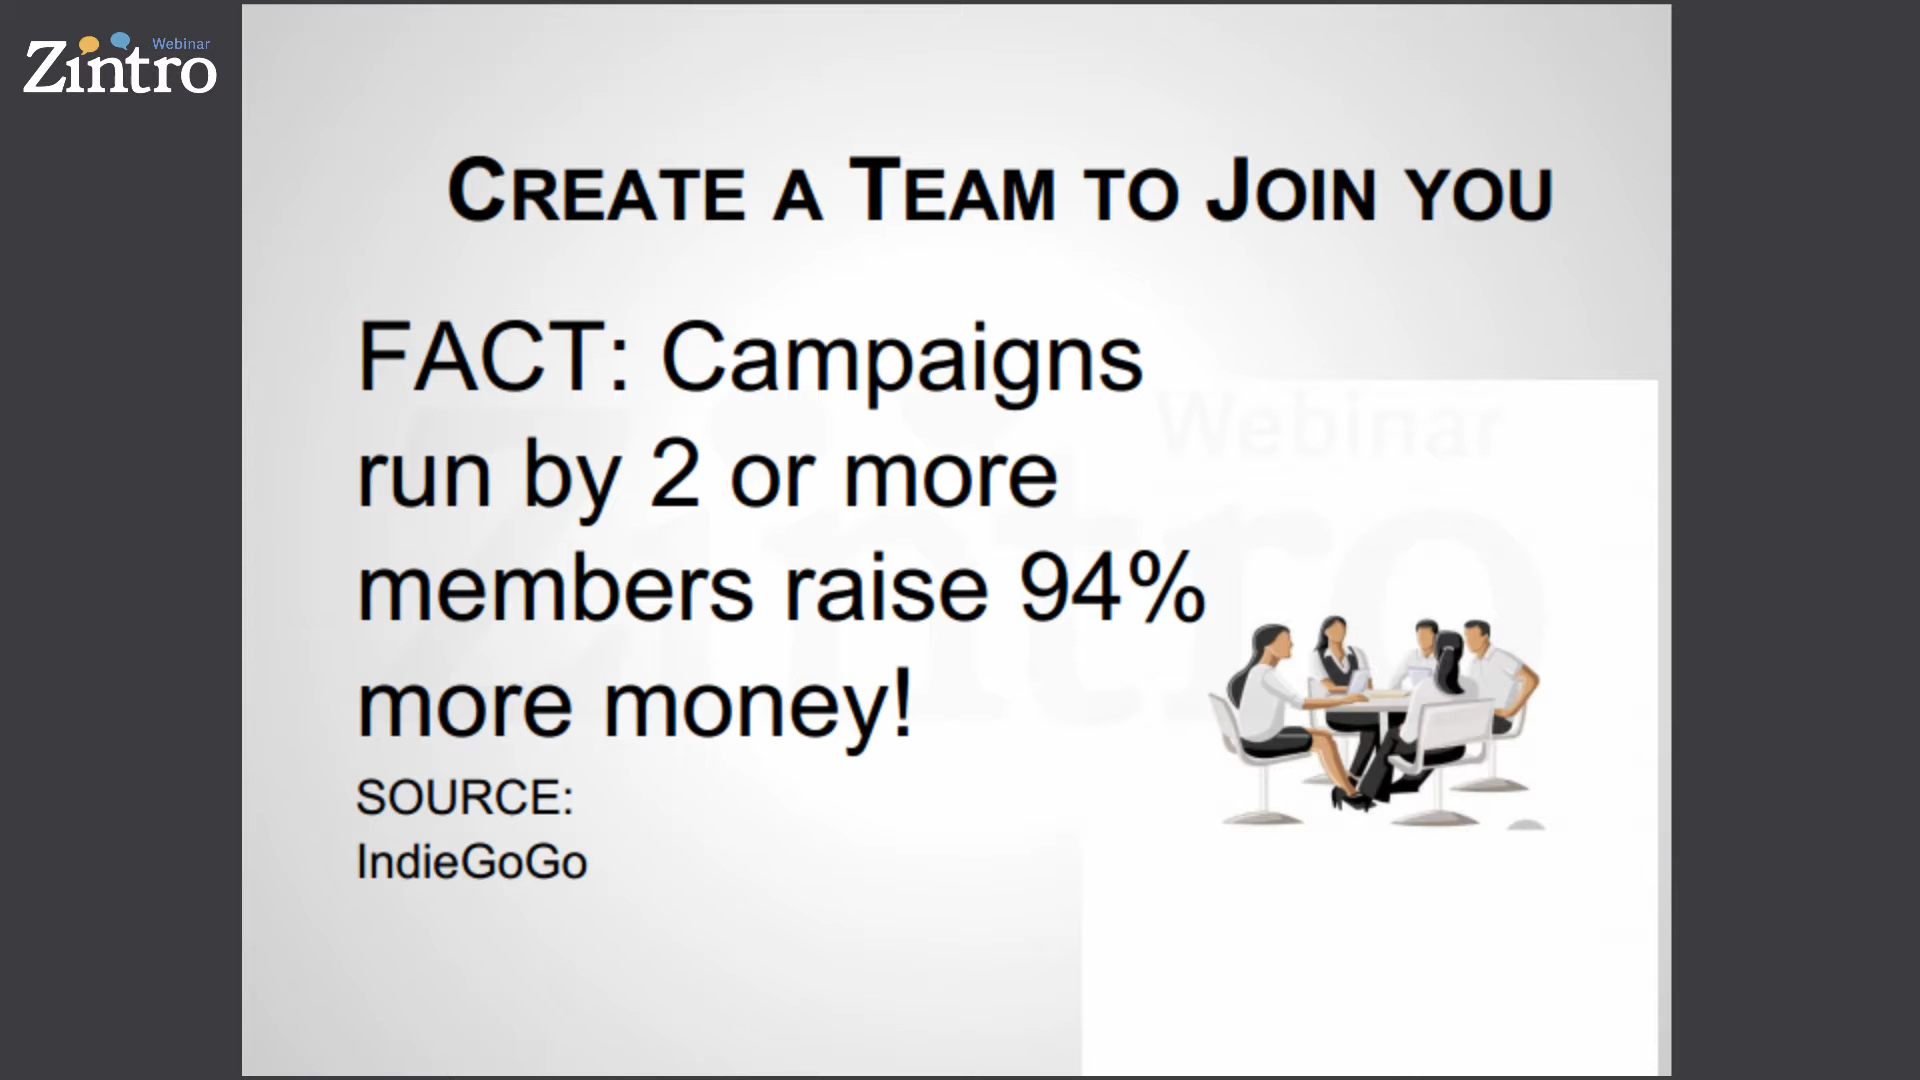 Webinar
Zintro
CREATE A TEAM TO JOIN YOU
FACT: Campaigns
run by 2 or more
members raise 94%
more money!
SOURCE:
IndieGoGo
Webinar
Zintro